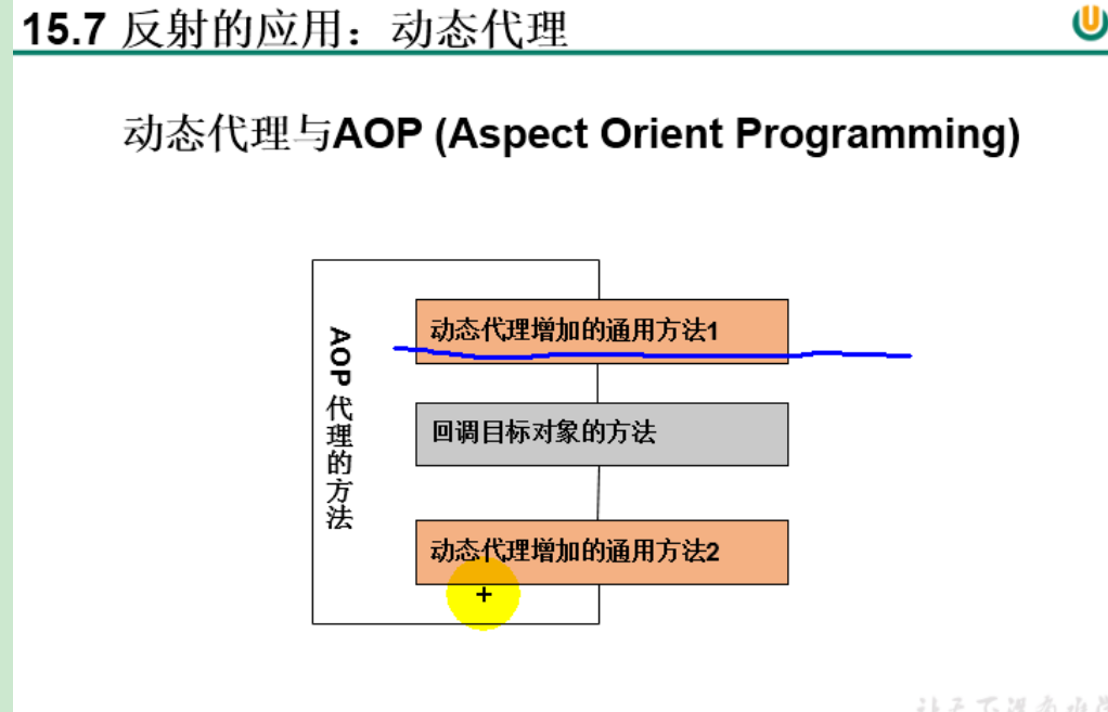 15.7 反射的应用：动态代理
动态代理与AOP (Aspect Orient Programming)
AOP 代理的方法
动态代理增加的通用方法1
回调目标对象的方法
动态代理增加的通用方法2